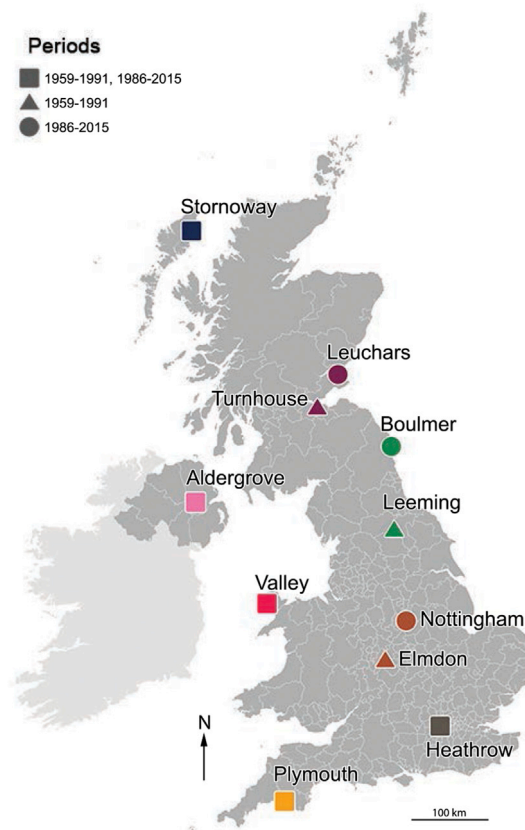 Periods
1959-1991, 1986-2015
1959-1991
1986-2015
Stornoway
Leuchars
Turnhouse
Boulmer
Aldergrove
Leeming
Valley
Nottingham
Elmdon
N
Heathrow
Plymouth
100 km